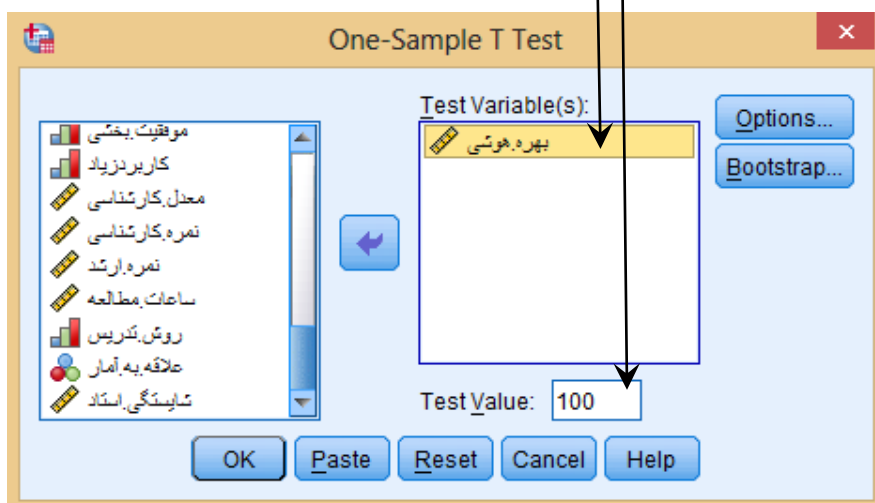 One-Sample T Test
موفقیت.بختی
کاربردزیاد
معدل.کارشناسی
نمره.کارشناسی
نمره.ارشد
ساعات.مطالعه
روش.تدریس
علاقه.به.آمار
شایستگی.استاد
Test Variable(s):
بهره.هوشی
Test Value: 100
Options...
Bootstrap...
OK
Paste
Reset
Cancel
Help